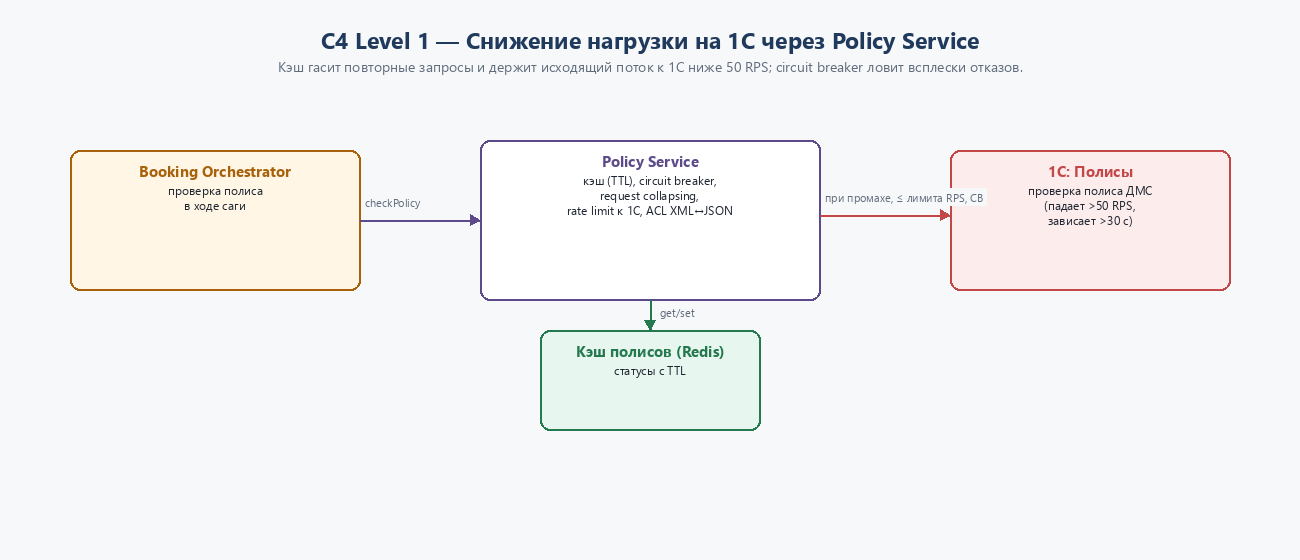 C4 Level 1 — Снижение нагрузки на 1С через Policy Service
Кэш гасит повторные запросы и держит исходящий поток к 1С ниже 50 RPS; circuit breaker ловит всплески отказов.
Booking Orchestrator
проверка полиса
в ходе саги
checkPolicy
Policy Service
кэш (TTL), circuit breaker,
request collapsing,
rate limit к 1С, ACL XML↔JSON
при промахе, ≤ лимита RPS, CB
1С: Полисы
проверка полиса ДМС
(падает >50 RPS,
зависает >30 с)
get/set
Кэш полисов (Redis)
статусы с TTL